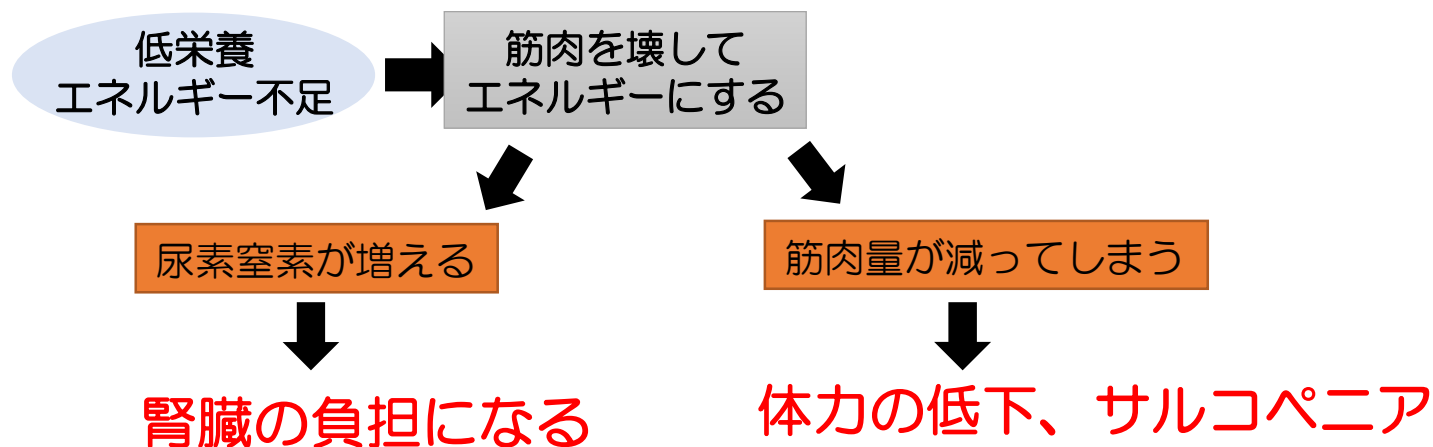 低栄養
エネルギー不足
筋肉を壊して
エネルギーにする
尿素窒素が増える
筋肉量が減ってしまう
腎臓の負担になる
体力の低下、サルコペニア